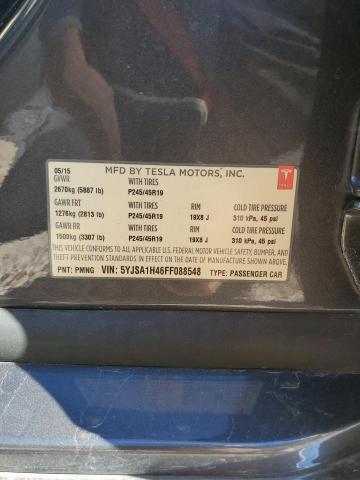 05/15 MFD BY TESLA MOTORS, INC.
GVWR WITH TIRES
2670kg (5887 lb) P245/45R19
GAWR FRT WITH TIRES RIM COLD TIRE PRESSURE
1276kg (2813 lb) P245/45R19 19X8 J 310 kPa, 45 psi
GAWR RR WITH TIRES RIM COLD TIRE PRESSURE
1500kg (3307 lb) P245/45R19 19X8 J 310 kPa, 45 psi
THIS VEHICLE CONFORMS TO ALL APPLICABLE U.S. FEDERAL MOTOR VEHICLE SAFETY, BUMPER, AND
THEFT PREVENTION STANDARDS IN EFFECT ON THE DATE OF MANUFACTURE SHOWN ABOVE.
PNT: PMNG VIN: 5YJSA1H46FF088548 TYPE: PASSENGER CAR